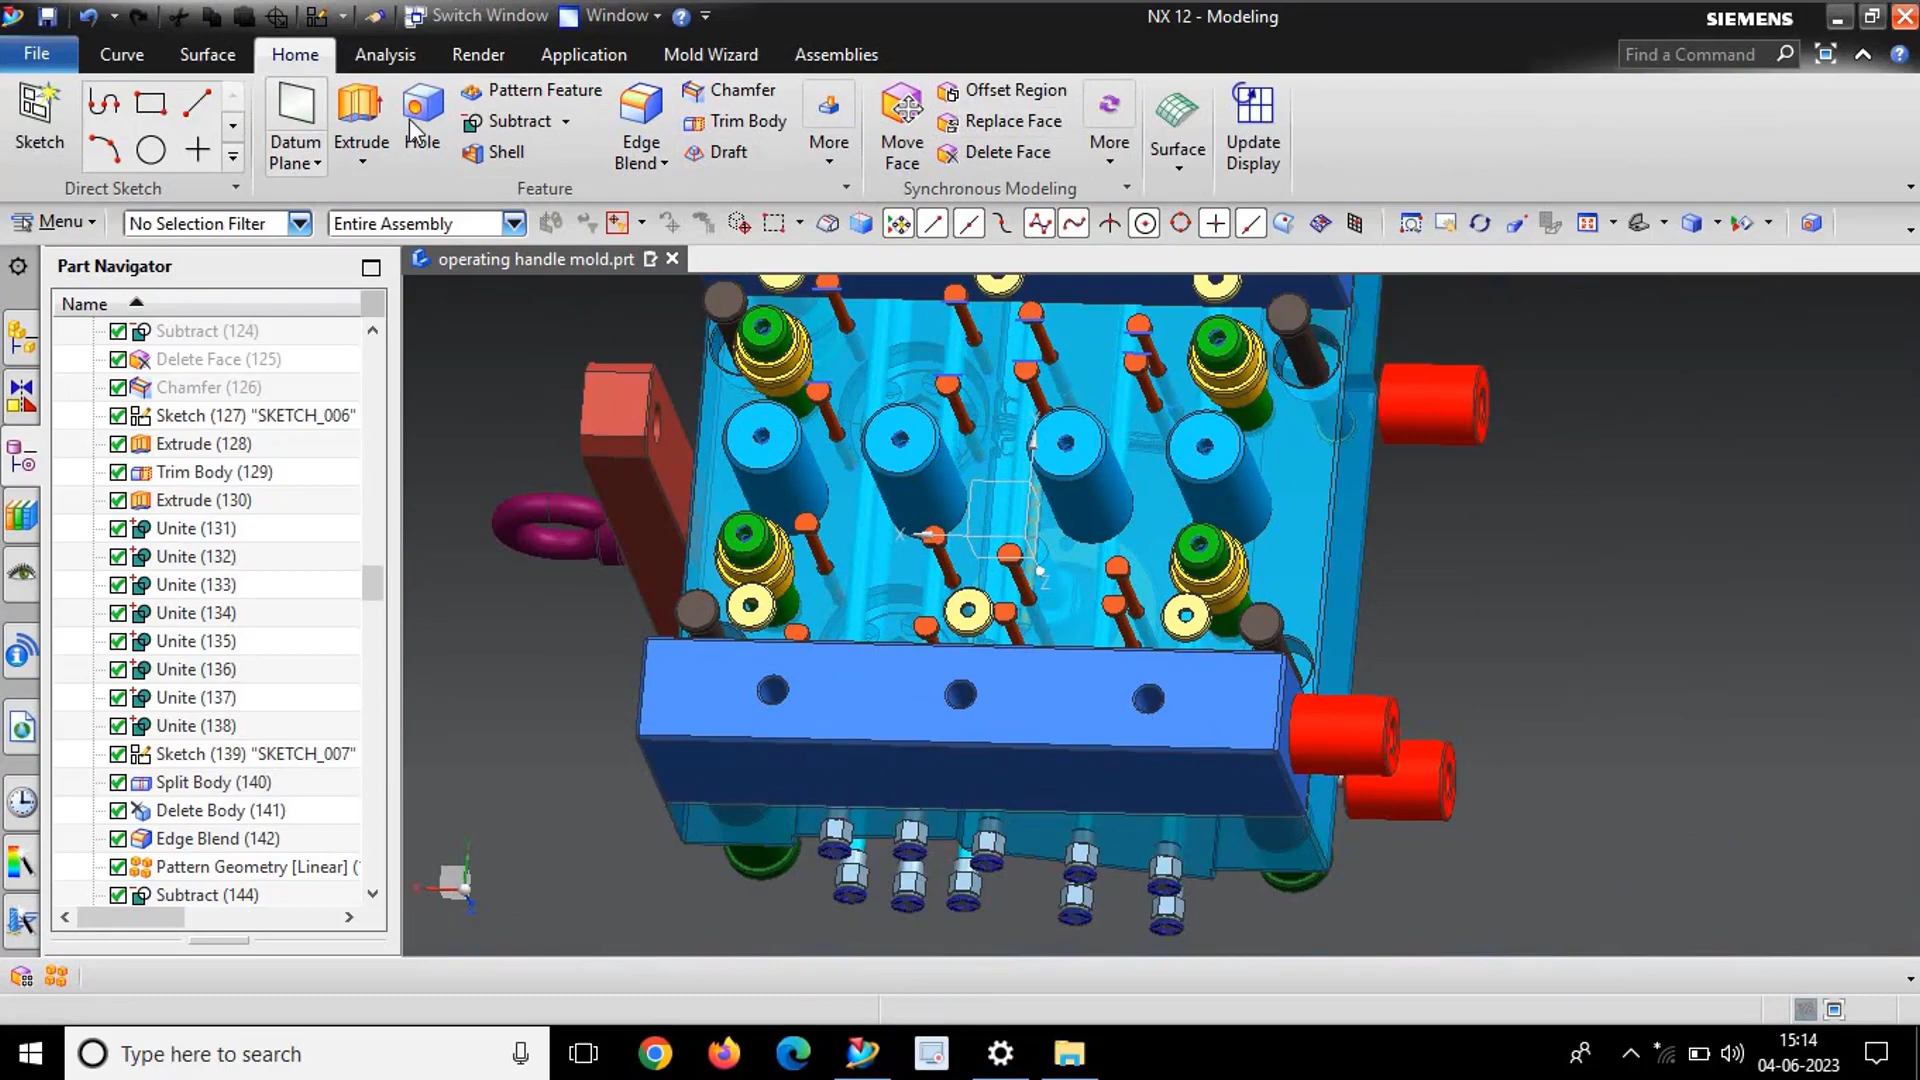 Switch Window
Window
NX 12 - Modeling
SIEMENS
File
Curve
Surface
Home
Analysis
Render
Application
Mold Wizard
Assemblies
Find a Command
Sketch
Direct Sketch
Datum Plane
Extrude
Hole
Pattern Feature
Subtract
Shell
Edge Blend
Chamfer
Trim Body
Draft
More
Feature
Move Face
Offset Region
Replace Face
Delete Face
More
Synchronous Modeling
Surface
Update Display
Menu
No Selection Filter
Entire Assembly
Part Navigator
operating handle mold.prt
Name
Subtract (124)
Delete Face (125)
Chamfer (126)
Sketch (127) "SKETCH_006"
Extrude (128)
Trim Body (129)
Extrude (130)
Unite (131)
Unite (132)
Unite (133)
Unite (134)
Unite (135)
Unite (136)
Unite (137)
Unite (138)
Sketch (139) "SKETCH_007"
Split Body (140)
Delete Body (141)
Edge Blend (142)
Pattern Geometry [Linear] (
Subtract (144)
X
Z
Type here to search
15:14
04-06-2023